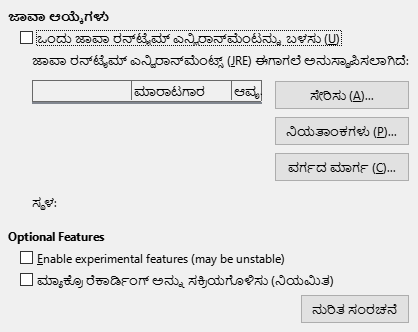 ಜಾವಾ ಆಯ್ಕೆಗಳು
ಒಂದು ಜಾವಾ ರನ್‌ಟೈಮ್ ಎನ್ವಿರಾನ್‌ಮೆಂಟನ್ನು ಬಳಸು (U)
ಜಾವಾ ರನ್‌ಟೈಮ್ ಎನ್ವಿರಾನ್‌ಮೆಂಟ್ಸ್ (JRE) ಈಗಾಗಲೆ ಅನುಸ್ಥಾಪಿಸಲಾಗಿದೆ:
ಮಾರಾಟಗಾರ ಆವೃ
ಸೇರಿಸು (A)...
ನಿಯತಾಂಕಗಳು (P)...
ವರ್ಗದ ಮಾರ್ಗ (C)...
ಸ್ಥಳ:
Optional Features
Enable experimental features (may be unstable)
ಮ್ಯಾಕ್ರೊ ರೆಕಾರ್ಡಿಂಗ್ ಅನ್ನು ಸಕ್ರಿಯಗೊಳಿಸು (ನಿಯಮಿತ)
ನುರಿತ ಸಂರಚನೆ